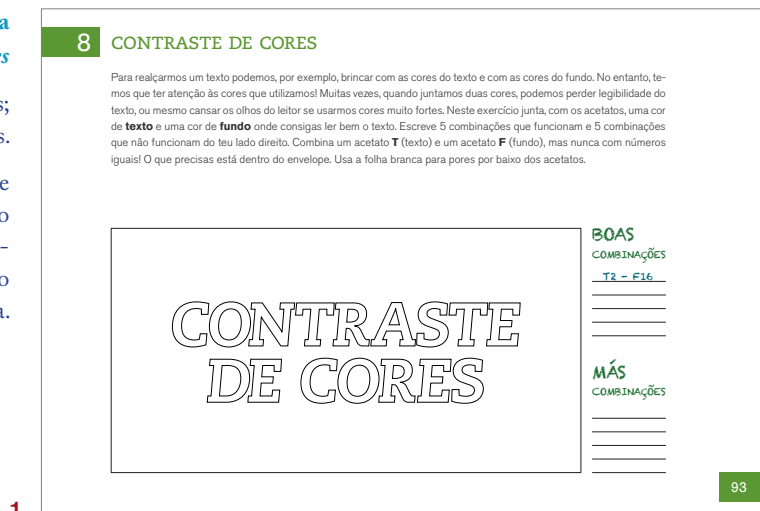 a
s
s;
s.
e
o
-
o
a.
1
8 CONTRASTE DE CORES
Para realçarmos um texto podemos, por exemplo, brincar com as cores do texto e com as cores do fundo. No entanto, te-
mos que ter atenção às cores que utilizamos! Muitas vezes, quando juntamos duas cores, podemos perder legibilidade do
texto, ou mesmo cansar os olhos do leitor se usarmos cores muito fortes. Neste exercício junta, com os acetatos, uma cor
de texto e uma cor de fundo onde consigas ler bem o texto. Escreve 5 combinações que funcionam e 5 combinações
que não funcionam do teu lado direito. Combina um acetato T (texto) e um acetato F (fundo), mas nunca com números
iguais! O que precisas está dentro do envelope. Usa a folha branca para pores por baixo dos acetatos.
CONTRASTE
DE CORES
BOAS
COMBINAÇÕES
T2 - F16
MÁS
COMBINAÇÕES
93